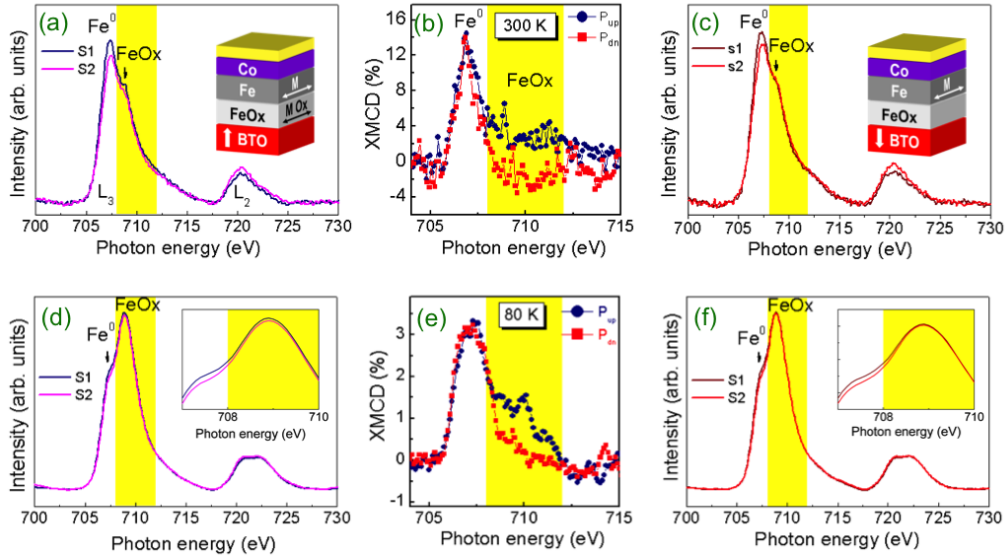 (a)
Fe⁰
FeOx
S1
S2
L₃
L₂
Co
Fe
M
FeOx
M Ox
BTO
Intensity (arb. units)
700 705 710 715 720 725 730
Photon energy (eV)
(b)
Fe⁰
300 K
P up
P dn
FeOx
XMCD (%)
16
12
8
4
0
-4
705 710 715
Photon energy (eV)
(c)
s1
s2
Co
Fe
M
FeOx
BTO
Intensity (arb. units)
700 705 710 715 720 725 730
Photon energy (eV)
(d)
FeOx
Fe⁰
S1
S2
708 710
Photon energy (eV)
Intensity (arb. units)
700 705 710 715 720 725 730
Photon energy (eV)
(e)
80 K
P up
P dn
XMCD (%)
3
2
1
0
-1
705 710 715
Photon energy (eV)
(f)
FeOx
Fe⁰
S1
S2
708 710
Photon energy (eV)
Intensity (arb. units)
700 705 710 715 720 725 730
Photon energy (eV)